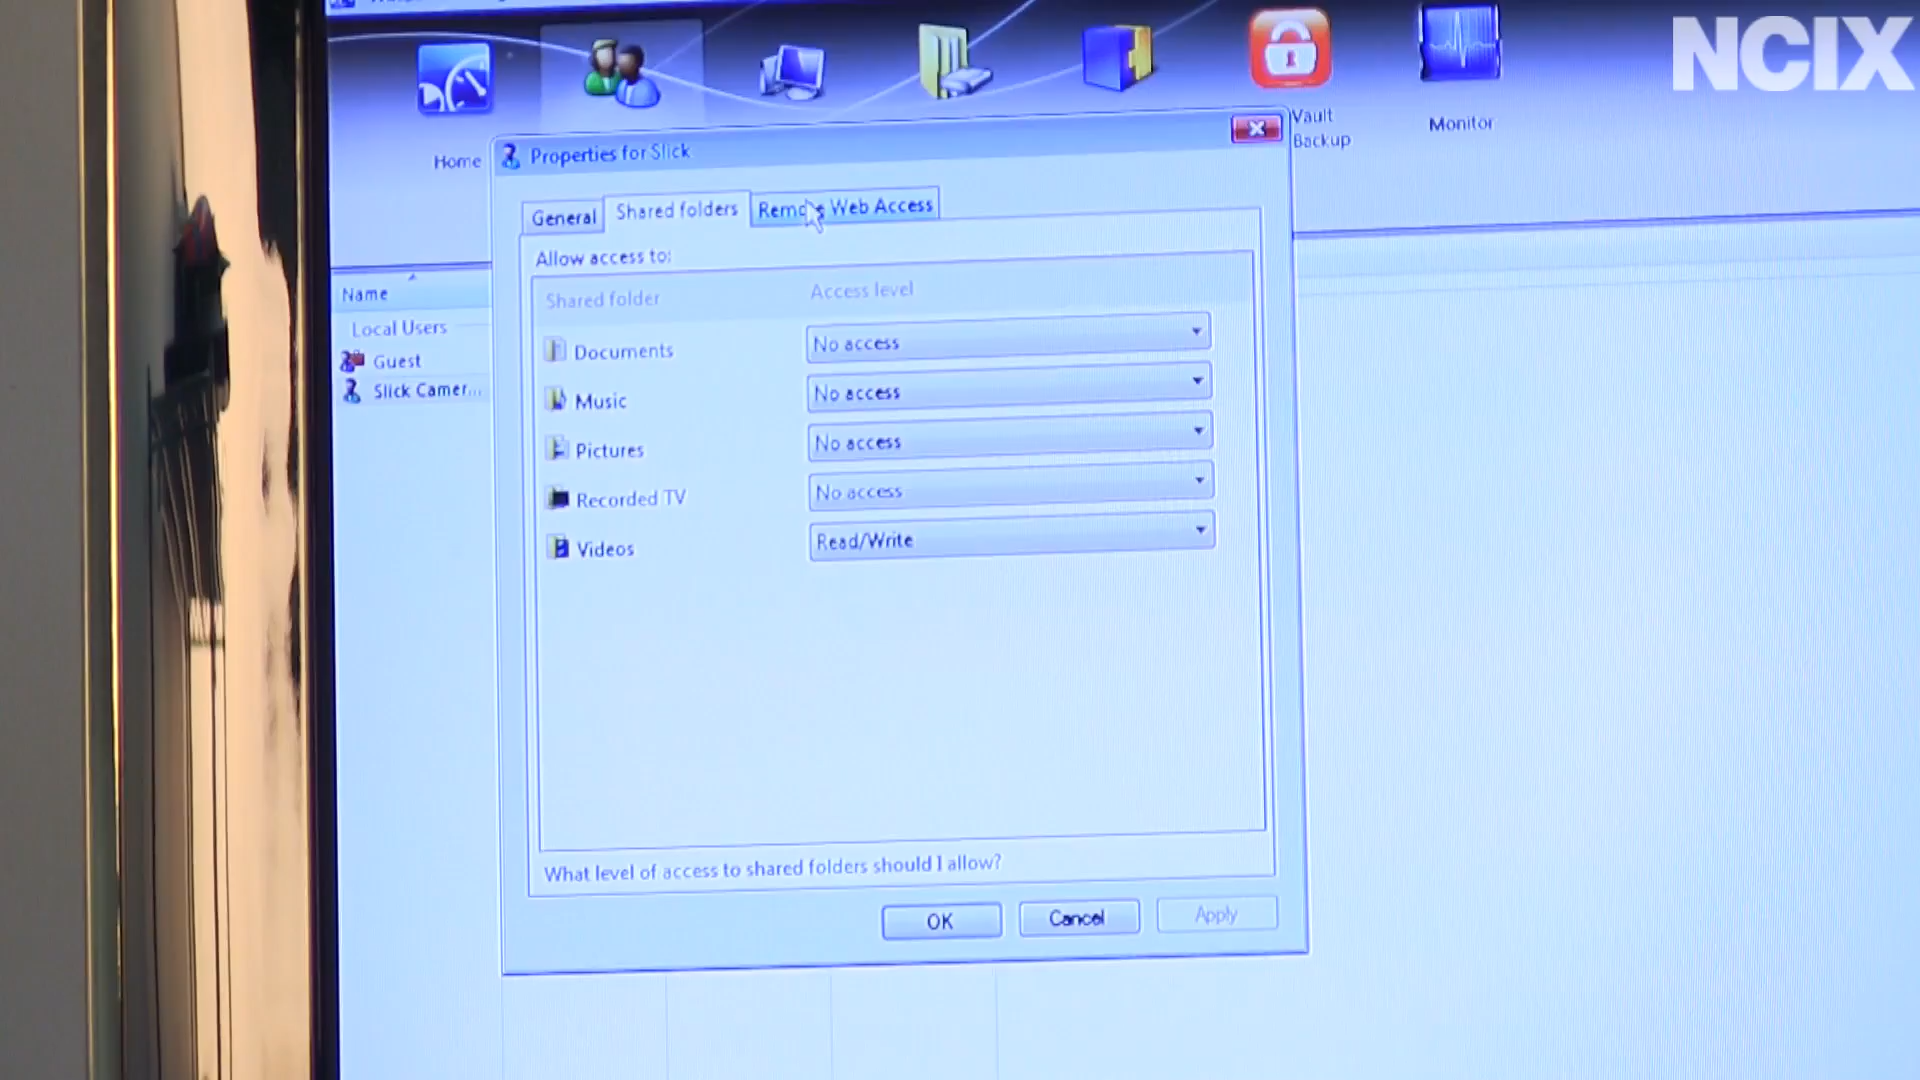 NCIX
Home
Vault
Backup
Monitor
Properties for Slick
General
Shared folders
Web Access
Allow access to:
Shared folder
Access level
Documents
No access
Music
No access
Pictures
No access
Recorded TV
No access
Videos
Read/Write
What level of access to shared folders should I allow?
OK
Cancel
Apply
Name
Local Users
Guest
Slick Camer...